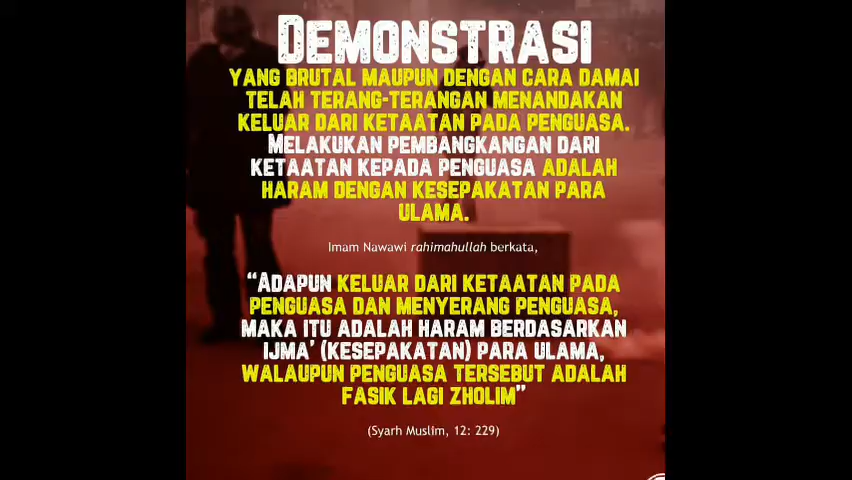 DEMONSTRASI
YANG BRUTAL MAUPUN DENGAN CARA DAMAI
TELAH TERANG-TERANGAN MENANDAKAN
KELUAR DARI KETAATAN PADA PENGUASA.
MELAKUKAN PEMBANGKANGAN DARI
KETAATAN KEPADA PENGUASA ADALAH
HARAM DENGAN KESEPAKATAN PARA
ULAMA.
Imam Nawawi rahimahullah berkata,
"ADAPUN KELUAR DARI KETAATAN PADA
PENGUASA DAN MENYERANG PENGUASA,
MAKA ITU ADALAH HARAM BERDASARKAN
IJMA' (KESEPAKATAN) PARA ULAMA,
WALAUPUN PENGUASA TERSEBUT ADALAH
FASIK LAGI ZHOLIM"
(Syarh Muslim, 12: 229)